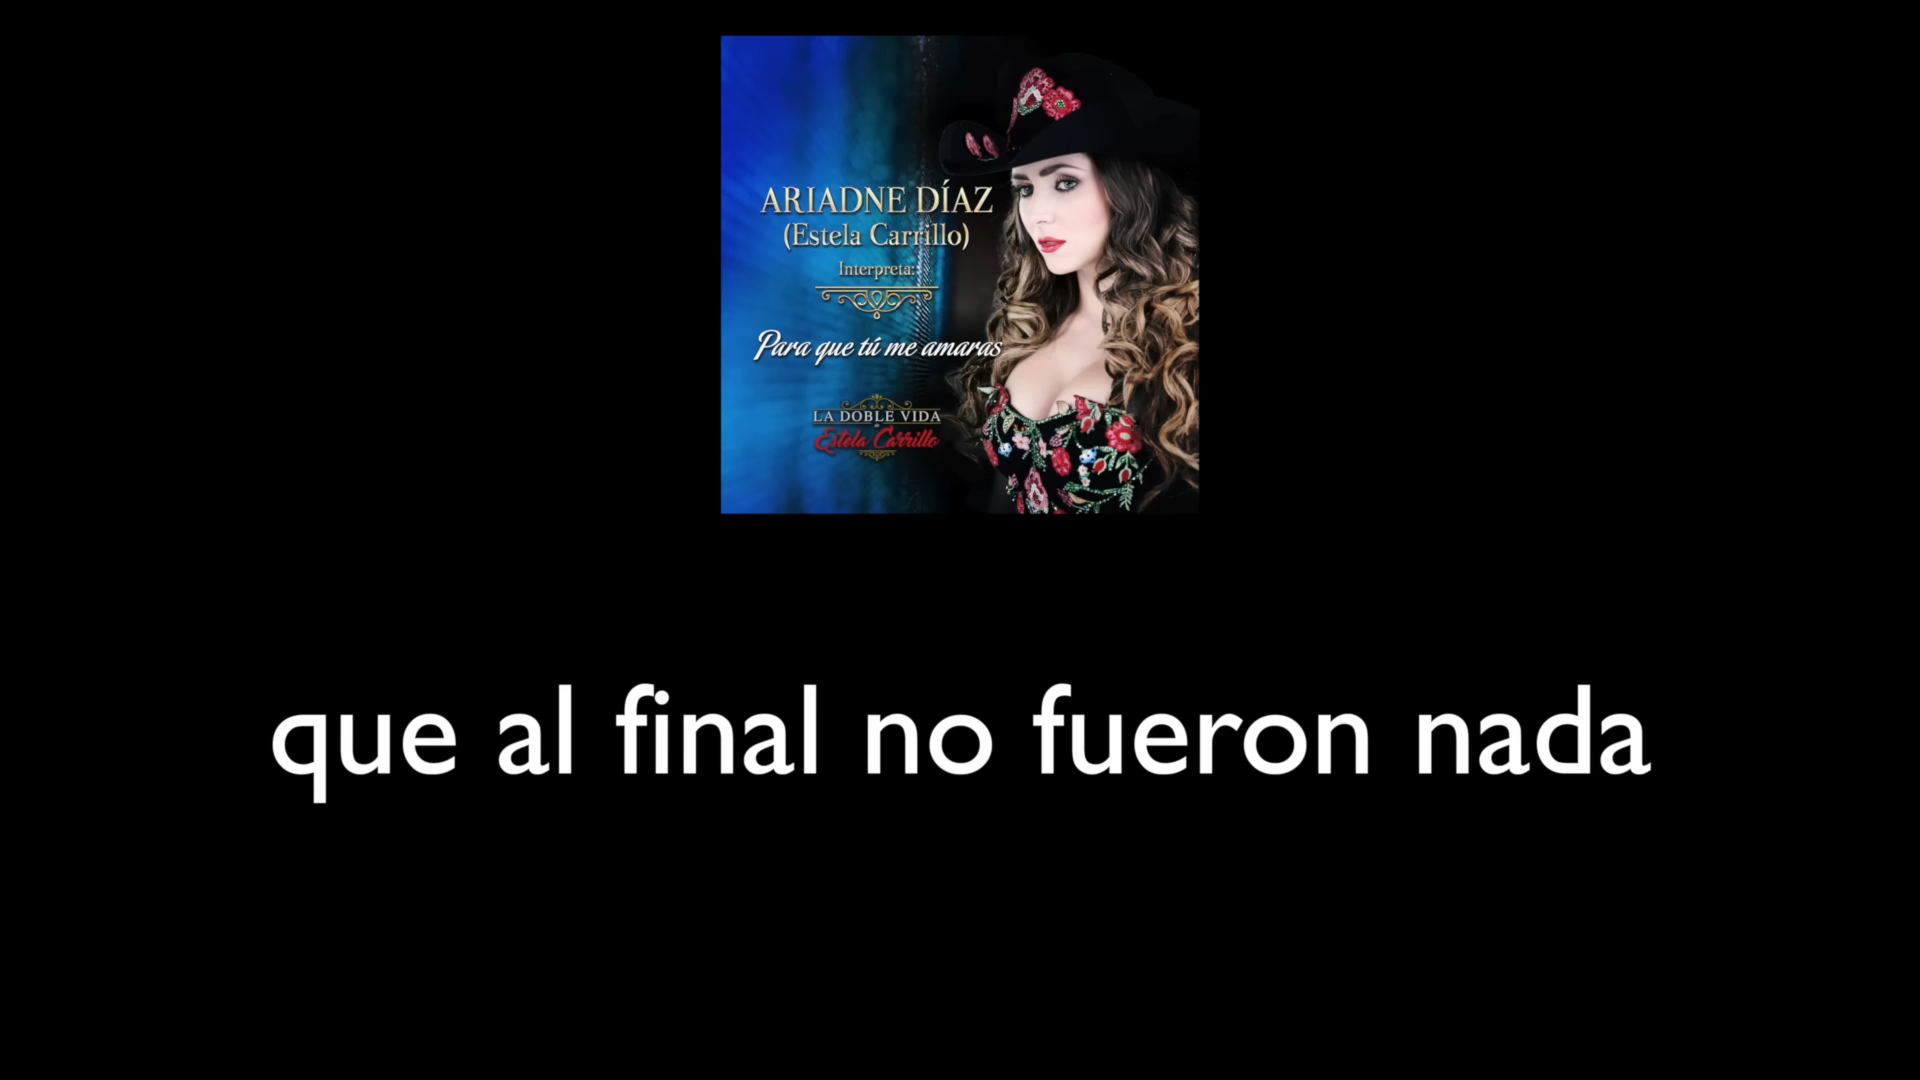 ARIADNE DÍAZ
(Estela Carrillo)
Interpreta:
Para que tú me amaras
LA DOBLE VIDA
de
Estela Carrillo
que al final no fueron nada